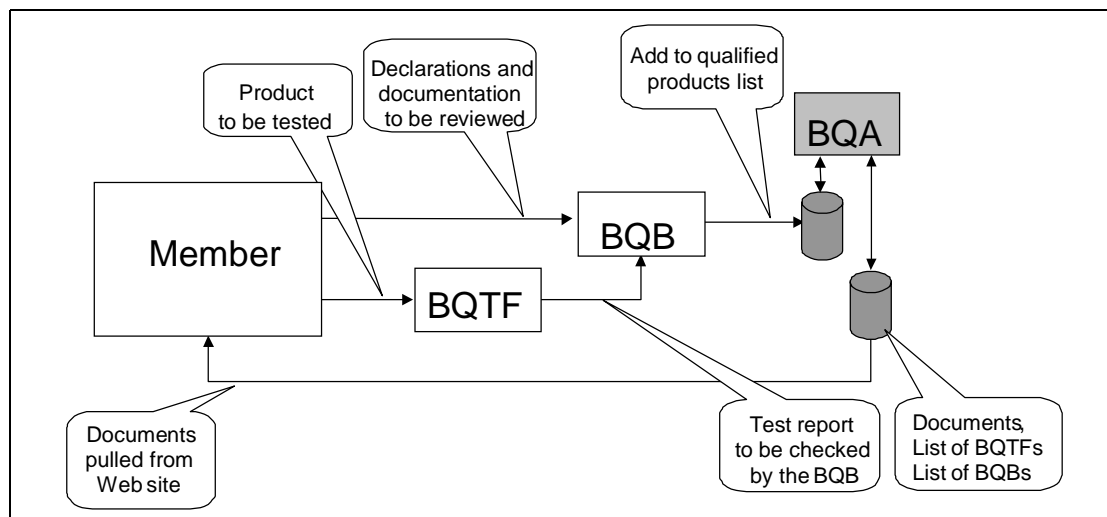 Product
to be tested
Declarations and
documentation
to be reviewed
Add to qualified
products list
BQA
Member
BQB
BQTF
Documents
pulled from
Web site
Test report
to be checked
by the BQB
Documents,
List of BQTFs
List of BQBs